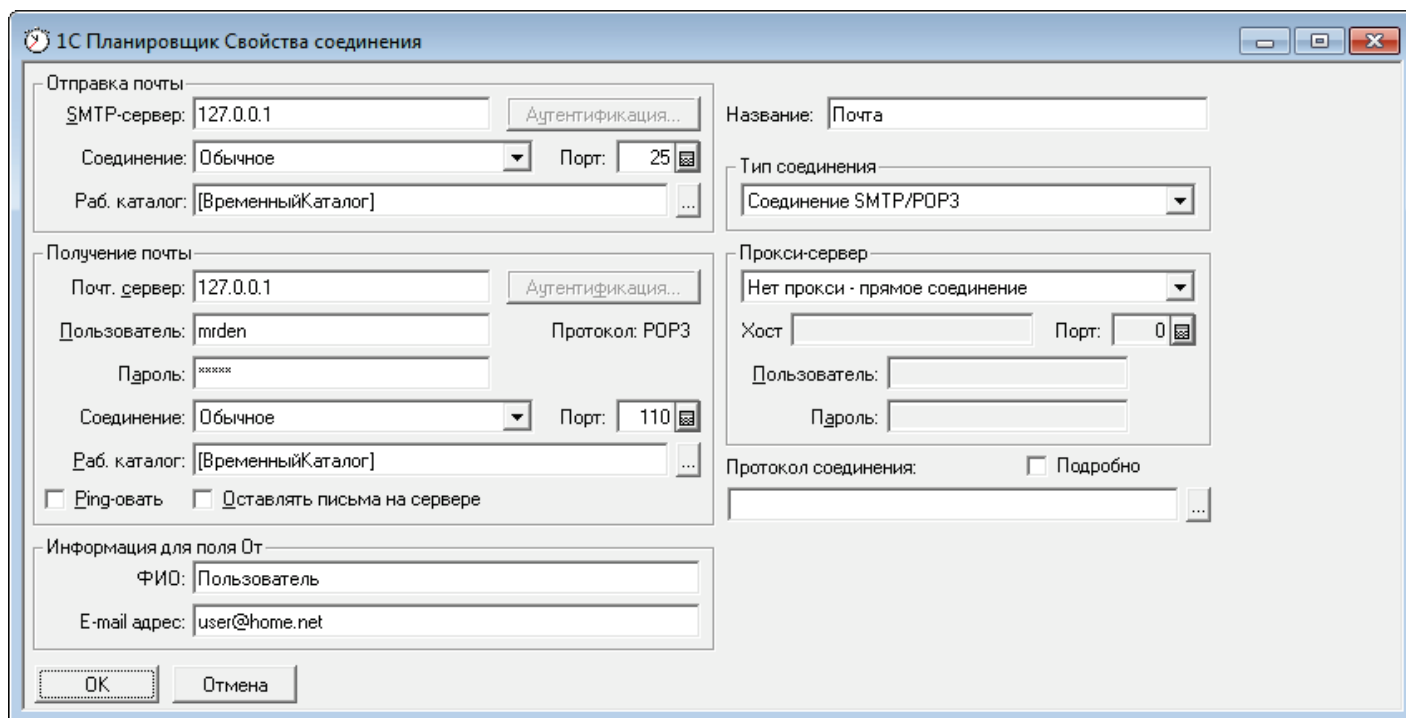 1С Планировщик Свойства соединения
Отправка почты
SMTP-сервер: 127.0.0.1 Аутентификация...
Соединение: Обычное Порт: 25
Раб. каталог: [ВременныйКаталог] ...
Получение почты
Почт. сервер: 127.0.0.1 Аутентификация...
Пользователь: mrden Протокол: POP3
Пароль: *****
Соединение: Обычное Порт: 110
Раб. каталог: [ВременныйКаталог] ...
Ping-овать Оставлять письма на сервере
Информация для поля От
ФИО: Пользователь
E-mail адрес: user@home.net
OK Отмена
Название: Почта
Тип соединения
Соединение SMTP/POP3
Прокси-сервер
Нет прокси - прямое соединение
Хост Порт: 0
Пользователь:
Пароль:
Протокол соединения: Подробно
...